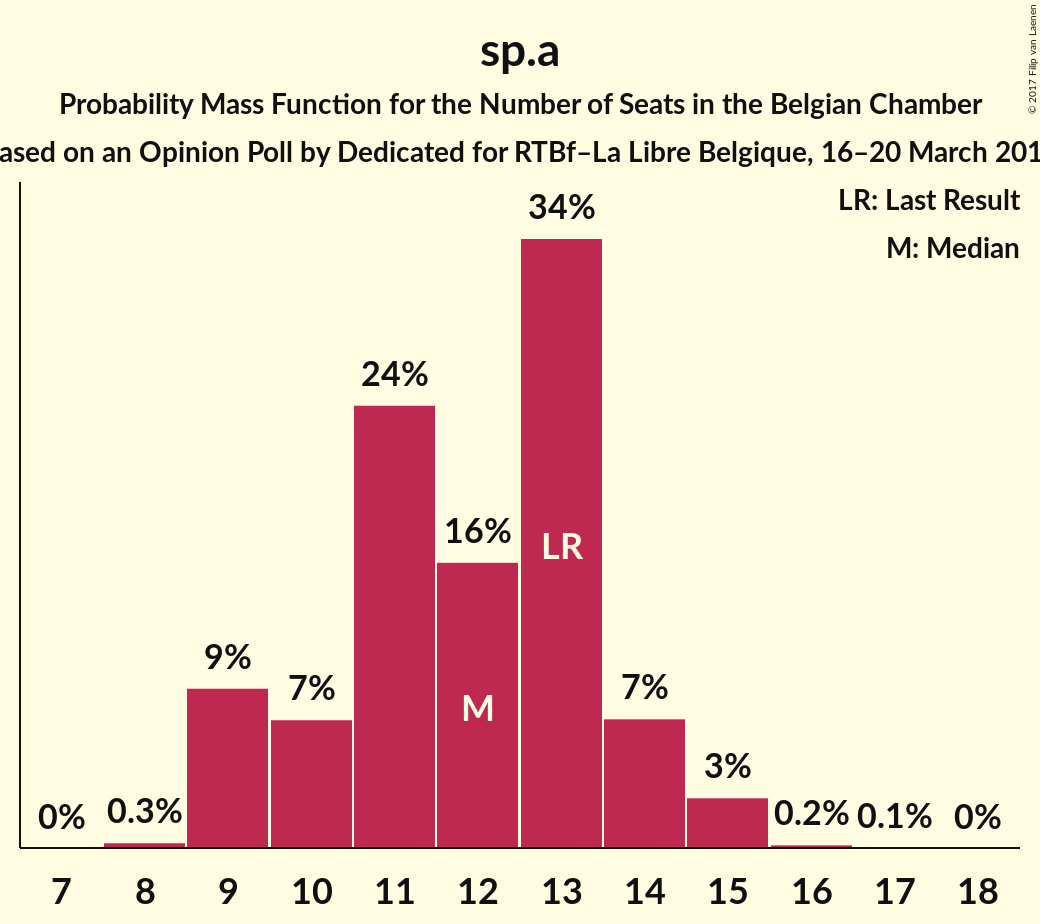 sp.a
Probability Mass Function for the Number of Seats in the Belgian Chamber
ased on an Opinion Poll by Dedicated for RTBf–La Libre Belgique, 16–20 March 201
© 2017 Filip van Laenen
LR: Last Result
M: Median
34%
24%
16%
LR
9%
7%
M
7%
3%
0%
0.3%
0.2%
0.1%
0%
7 8 9 10 11 12 13 14 15 16 17 18